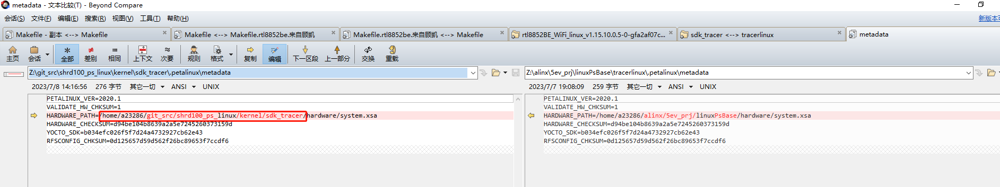 metadata - 文本比较(T) - Beyond Compare
会话(S) 文件(F) 编辑(E) 搜索(R) 视图(V) 工具(T) 帮助(H) 新版本可
Makefile - 副本 <--> Makefile × Makefile <--> Makefile.rtl8852be.来自顾凯 × Makefile.rtl8852be.来自顾凯 <--> Makefile × rtl8852BE_WiFi_linux_v1.15.10.0.5-0-gfa2af07c... × sdk_tracer <--> tracerlinux × metadata
主页 会话 全部 差别 相同 上下文 次要 规则 格式 复制 编辑 下一区段 上一部分 交换 重载
Z:\git_src\shrd100_ps_linux\kernel\sdk_tracer\.petalinux\metadata
2023/7/8 14:16:56 276 字节 其它一切 ANSI UNIX
PETALINUX_VER=2020.1
VALIDATE_HW_CHKSUM=1
HARDWARE_PATH=/home/a23286/git_src/shrd100_ps_linux/kernel/sdk_tracer/hardware/system.xsa
HARDWARE_CHECKSUM=d94be104b8639a2a5e7245260373159d
YOCTO_SDK=b034efc026f5f7d24a4732927cb62e43
RFSCONFIG_CHKSUM=0d125657d59d562f26bc89653f7ccdf6
Z:\alinx\5ev_prj\linuxPsBase\tracerlinux\.petalinux\metadata
2023/7/7 19:08:09 259 字节 其它一切 ANSI UNIX
PETALINUX_VER=2020.1
VALIDATE_HW_CHKSUM=1
HARDWARE_PATH=/home/a23286/alinx/5ev_prj/linuxPsBase/hardware/system.xsa
HARDWARE_CHECKSUM=d94be104b8639a2a5e7245260373159d
YOCTO_SDK=b034efc026f5f7d24a4732927cb62e43
RFSCONFIG_CHKSUM=0d125657d59d562f26bc89653f7ccdf6